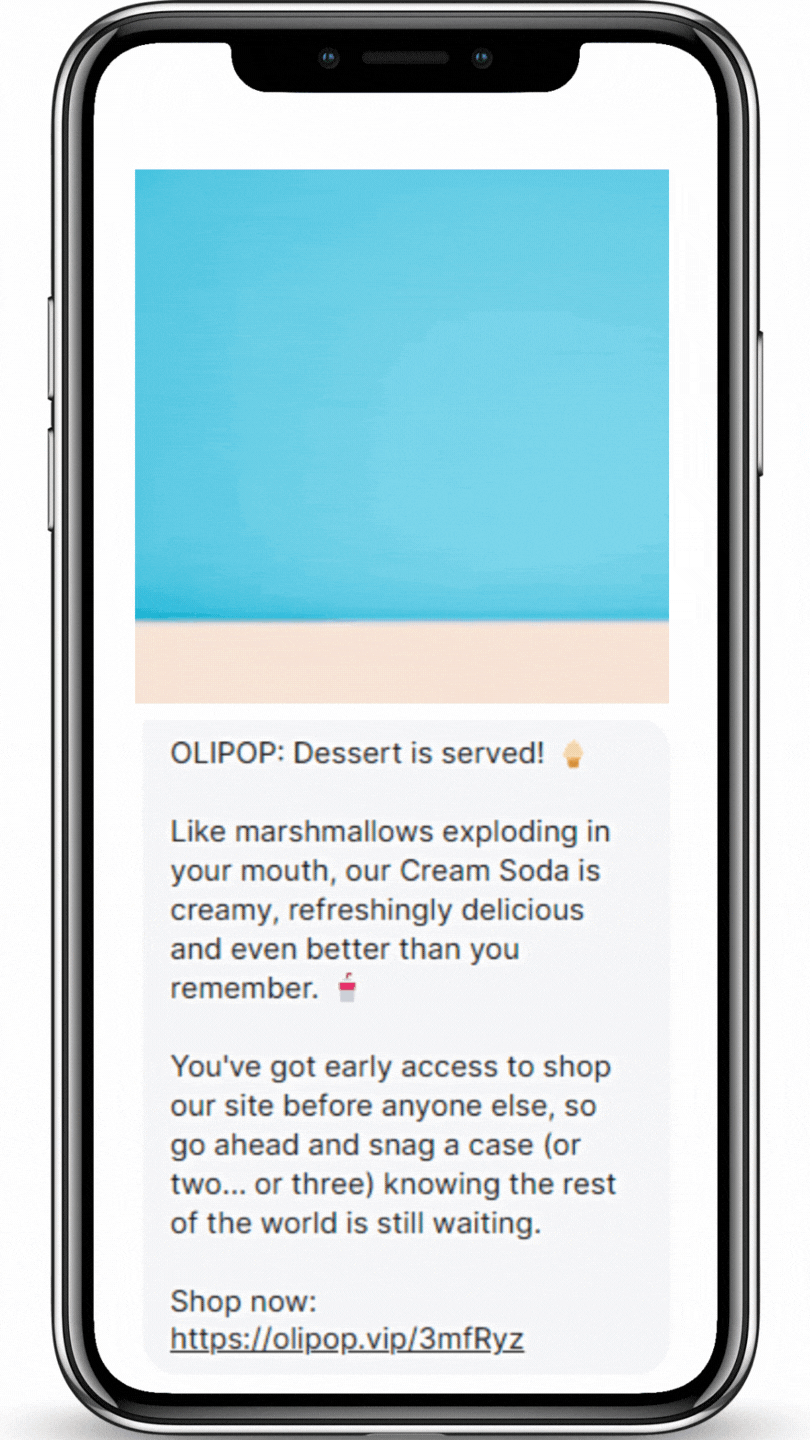 OLIPOP: Dessert is served! 🍦
Like marshmallows exploding in
your mouth, our Cream Soda is
creamy, refreshingly delicious
and even better than you
remember. 🥤
You've got early access to shop
our site before anyone else, so
go ahead and snag a case (or
two... or three) knowing the rest
of the world is still waiting.
Shop now:
https://olipop.vip/3mfRyz